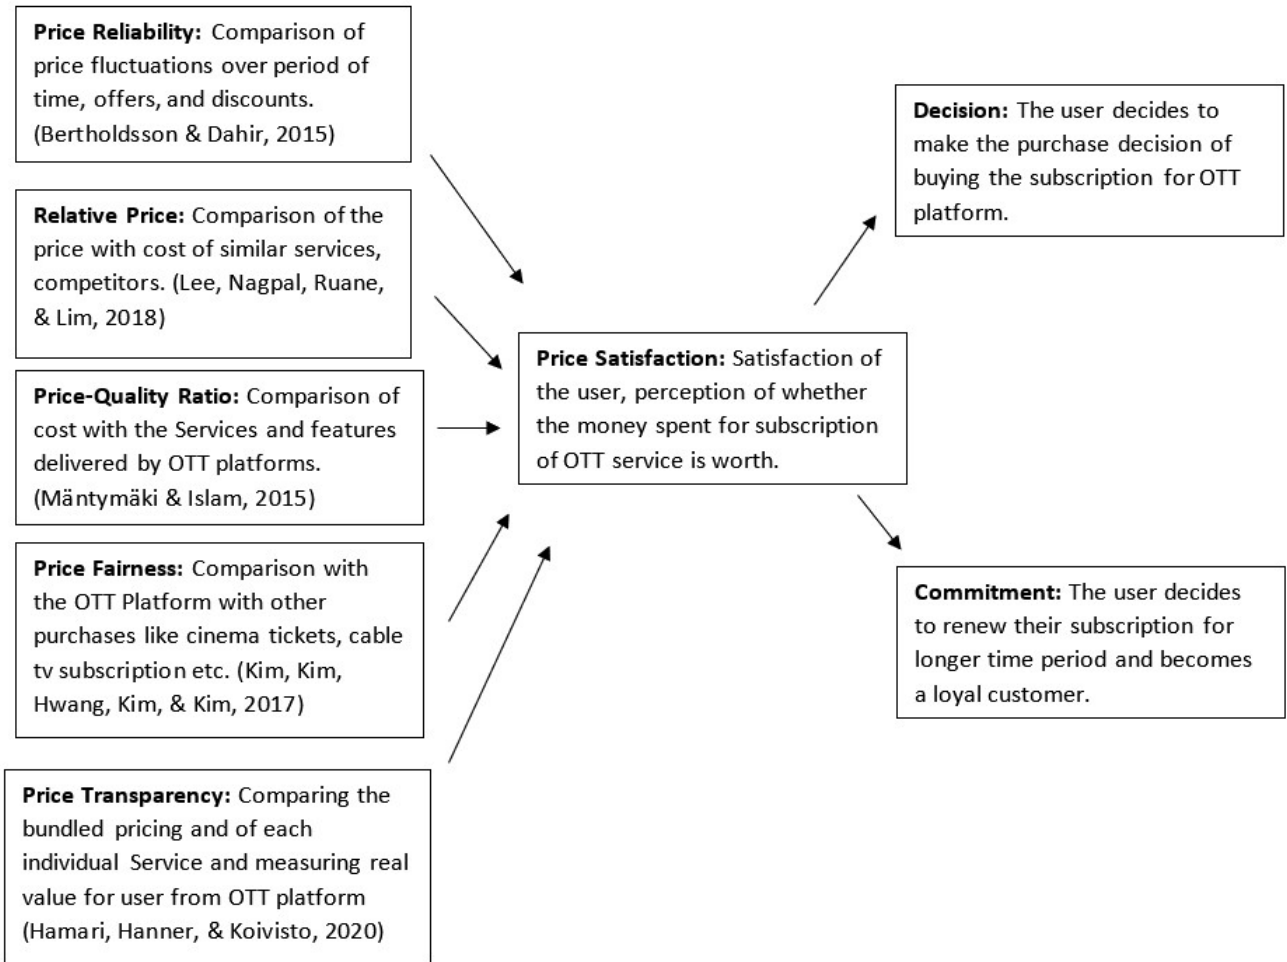 Price Reliability: Comparison of
price fluctuations over period of
time, offers, and discounts.
(Bertholdsson & Dahir, 2015)
Relative Price: Comparison of the
price with cost of similar services,
competitors. (Lee, Nagpal, Ruane,
& Lim, 2018)
Price-Quality Ratio: Comparison of
cost with the Services and features
delivered by OTT platforms.
(Mäntymäki & Islam, 2015)
Price Fairness: Comparison with
the OTT Platform with other
purchases like cinema tickets, cable
tv subscription etc. (Kim, Kim,
Hwang, Kim, & Kim, 2017)
Price Transparency: Comparing the
bundled pricing and of each
individual Service and measuring real
value for user from OTT platform
(Hamari, Hanner, & Koivisto, 2020)
Price Satisfaction: Satisfaction of
the user, perception of whether
the money spent for subscription
of OTT service is worth.
Decision: The user decides to
make the purchase decision of
buying the subscription for OTT
platform.
Commitment: The user decides
to renew their subscription for
longer time period and becomes
a loyal customer.